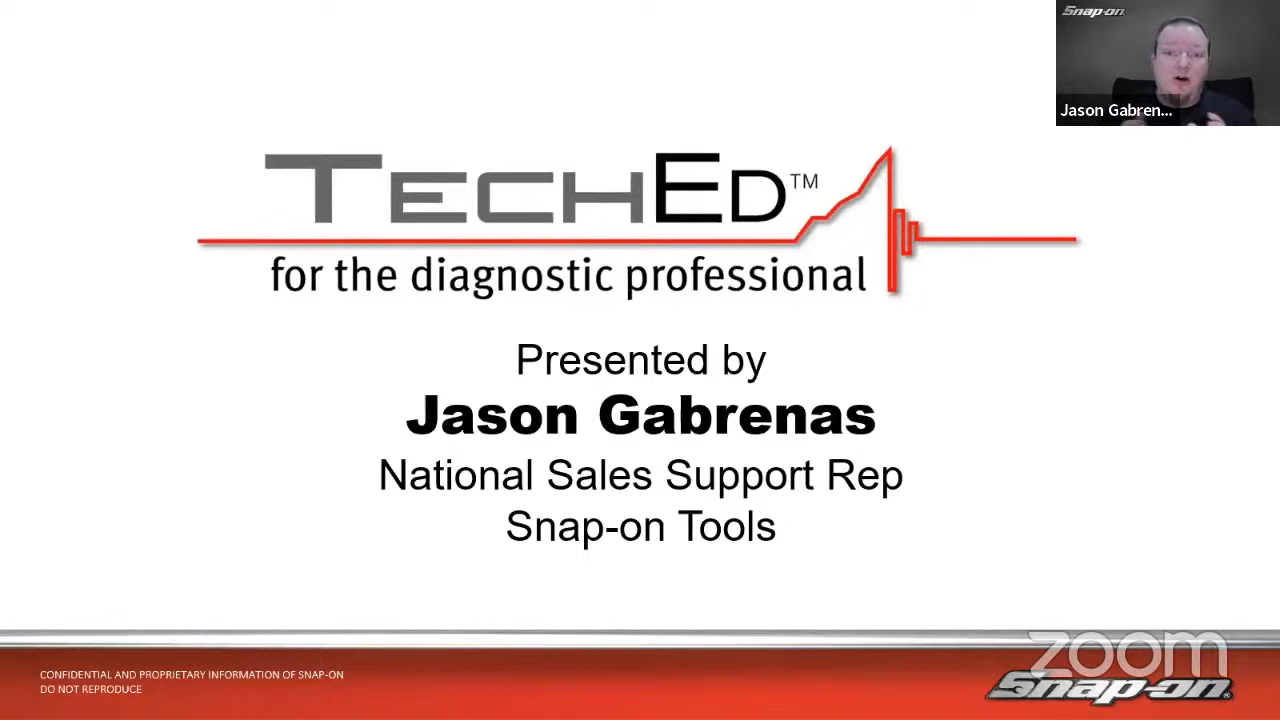 Snap-on
Jason Gabren...
TECHED™
for the diagnostic professional
Presented by
Jason Gabrenas
National Sales Support Rep
Snap-on Tools
CONFIDENTIAL AND PROPRIETARY INFORMATION OF SNAP-ON
DO NOT REPRODUCE
zoom
Snap-on®